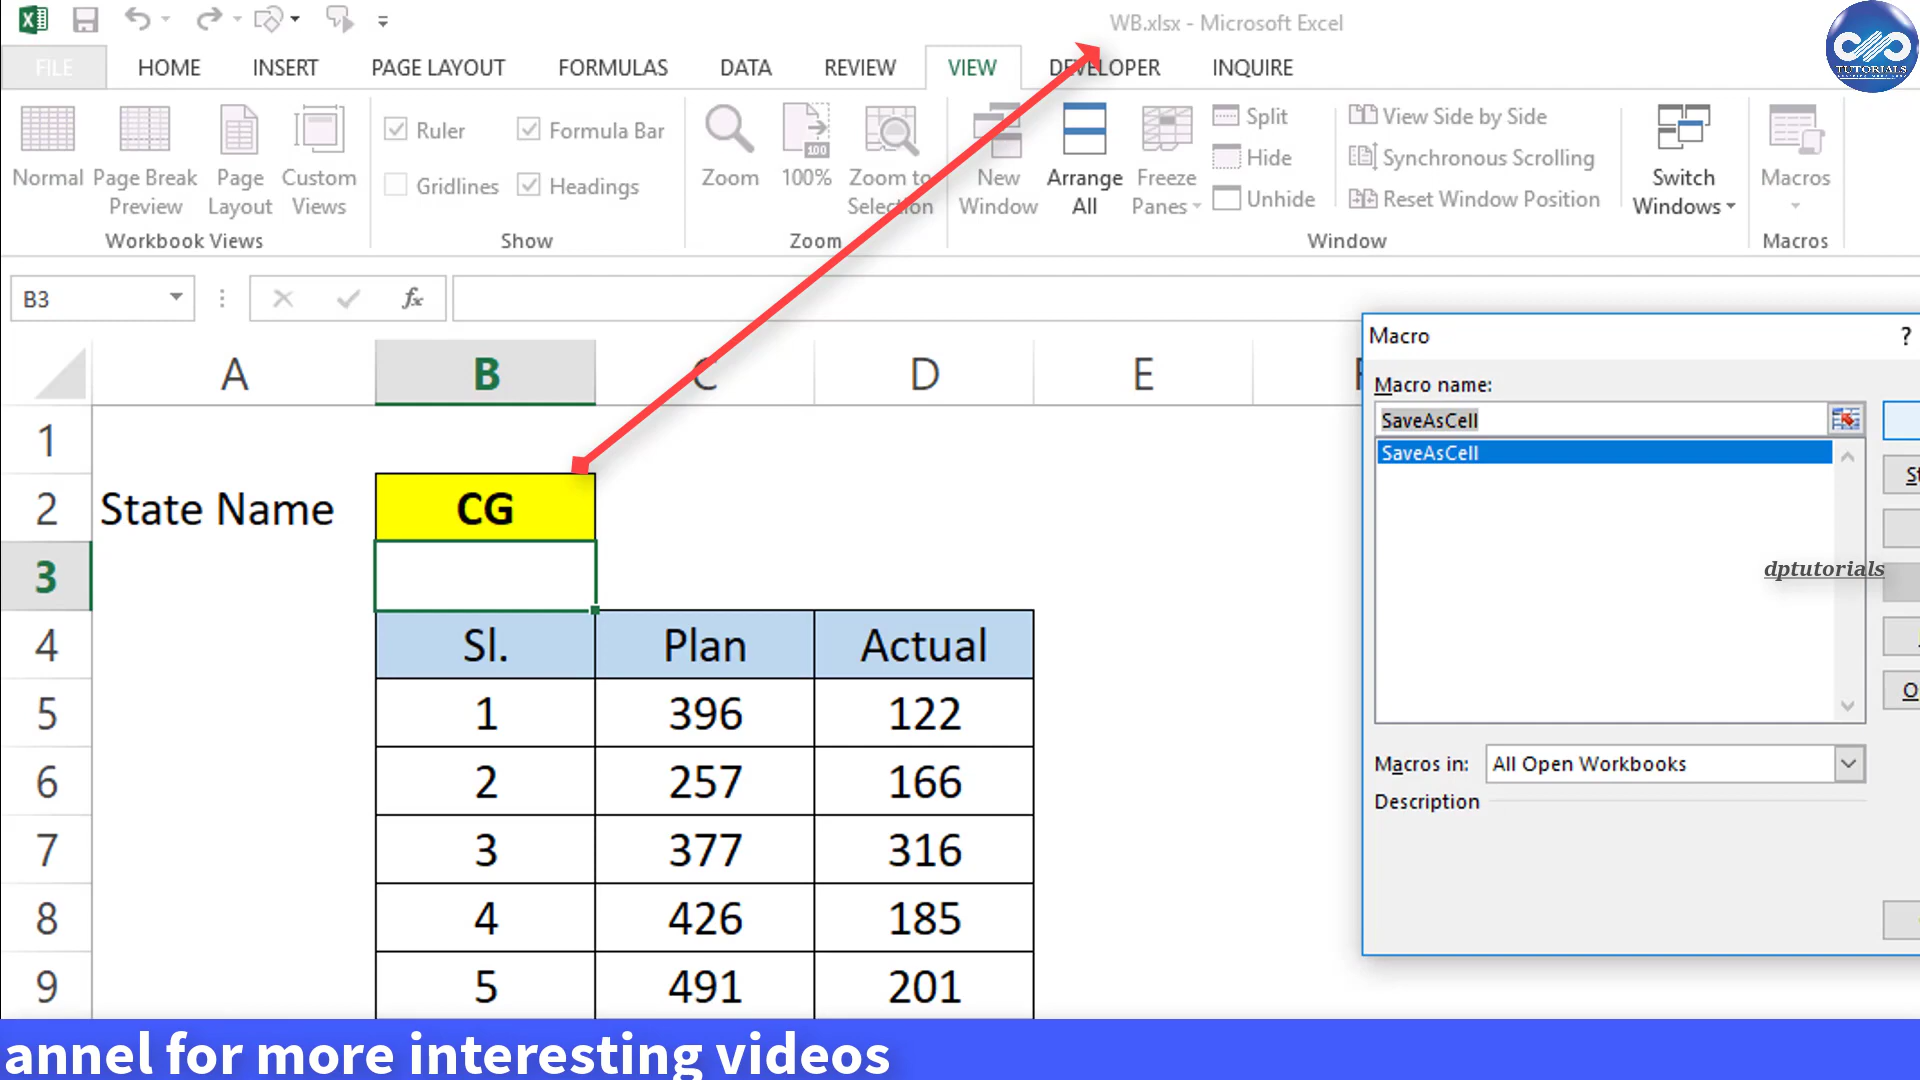 WB.xlsx - Microsoft Excel
TUTORIALS
FILE HOME INSERT PAGE LAYOUT FORMULAS DATA REVIEW VIEW DEVELOPER INQUIRE
Normal Page Break Preview Page Layout Custom Views
Workbook Views
Ruler Formula Bar
Gridlines Headings
Show
Zoom 100% Zoom to Selection
100
Zoom
New Window Arrange All Freeze Panes
Split
Hide
Unhide
View Side by Side
Synchronous Scrolling
Reset Window Position
Window
Switch Windows
Macros
Macros
B3
fx
A B C D E F
1
2 State Name CG
3
4 Sl. Plan Actual
5 1 396 122
6 2 257 166
7 3 377 316
8 4 426 185
9 5 491 201
Macro ?
Macro name:
SaveAsCell
SaveAsCell
dptutorials
Macros in: All Open Workbooks
Description
annel for more interesting videos